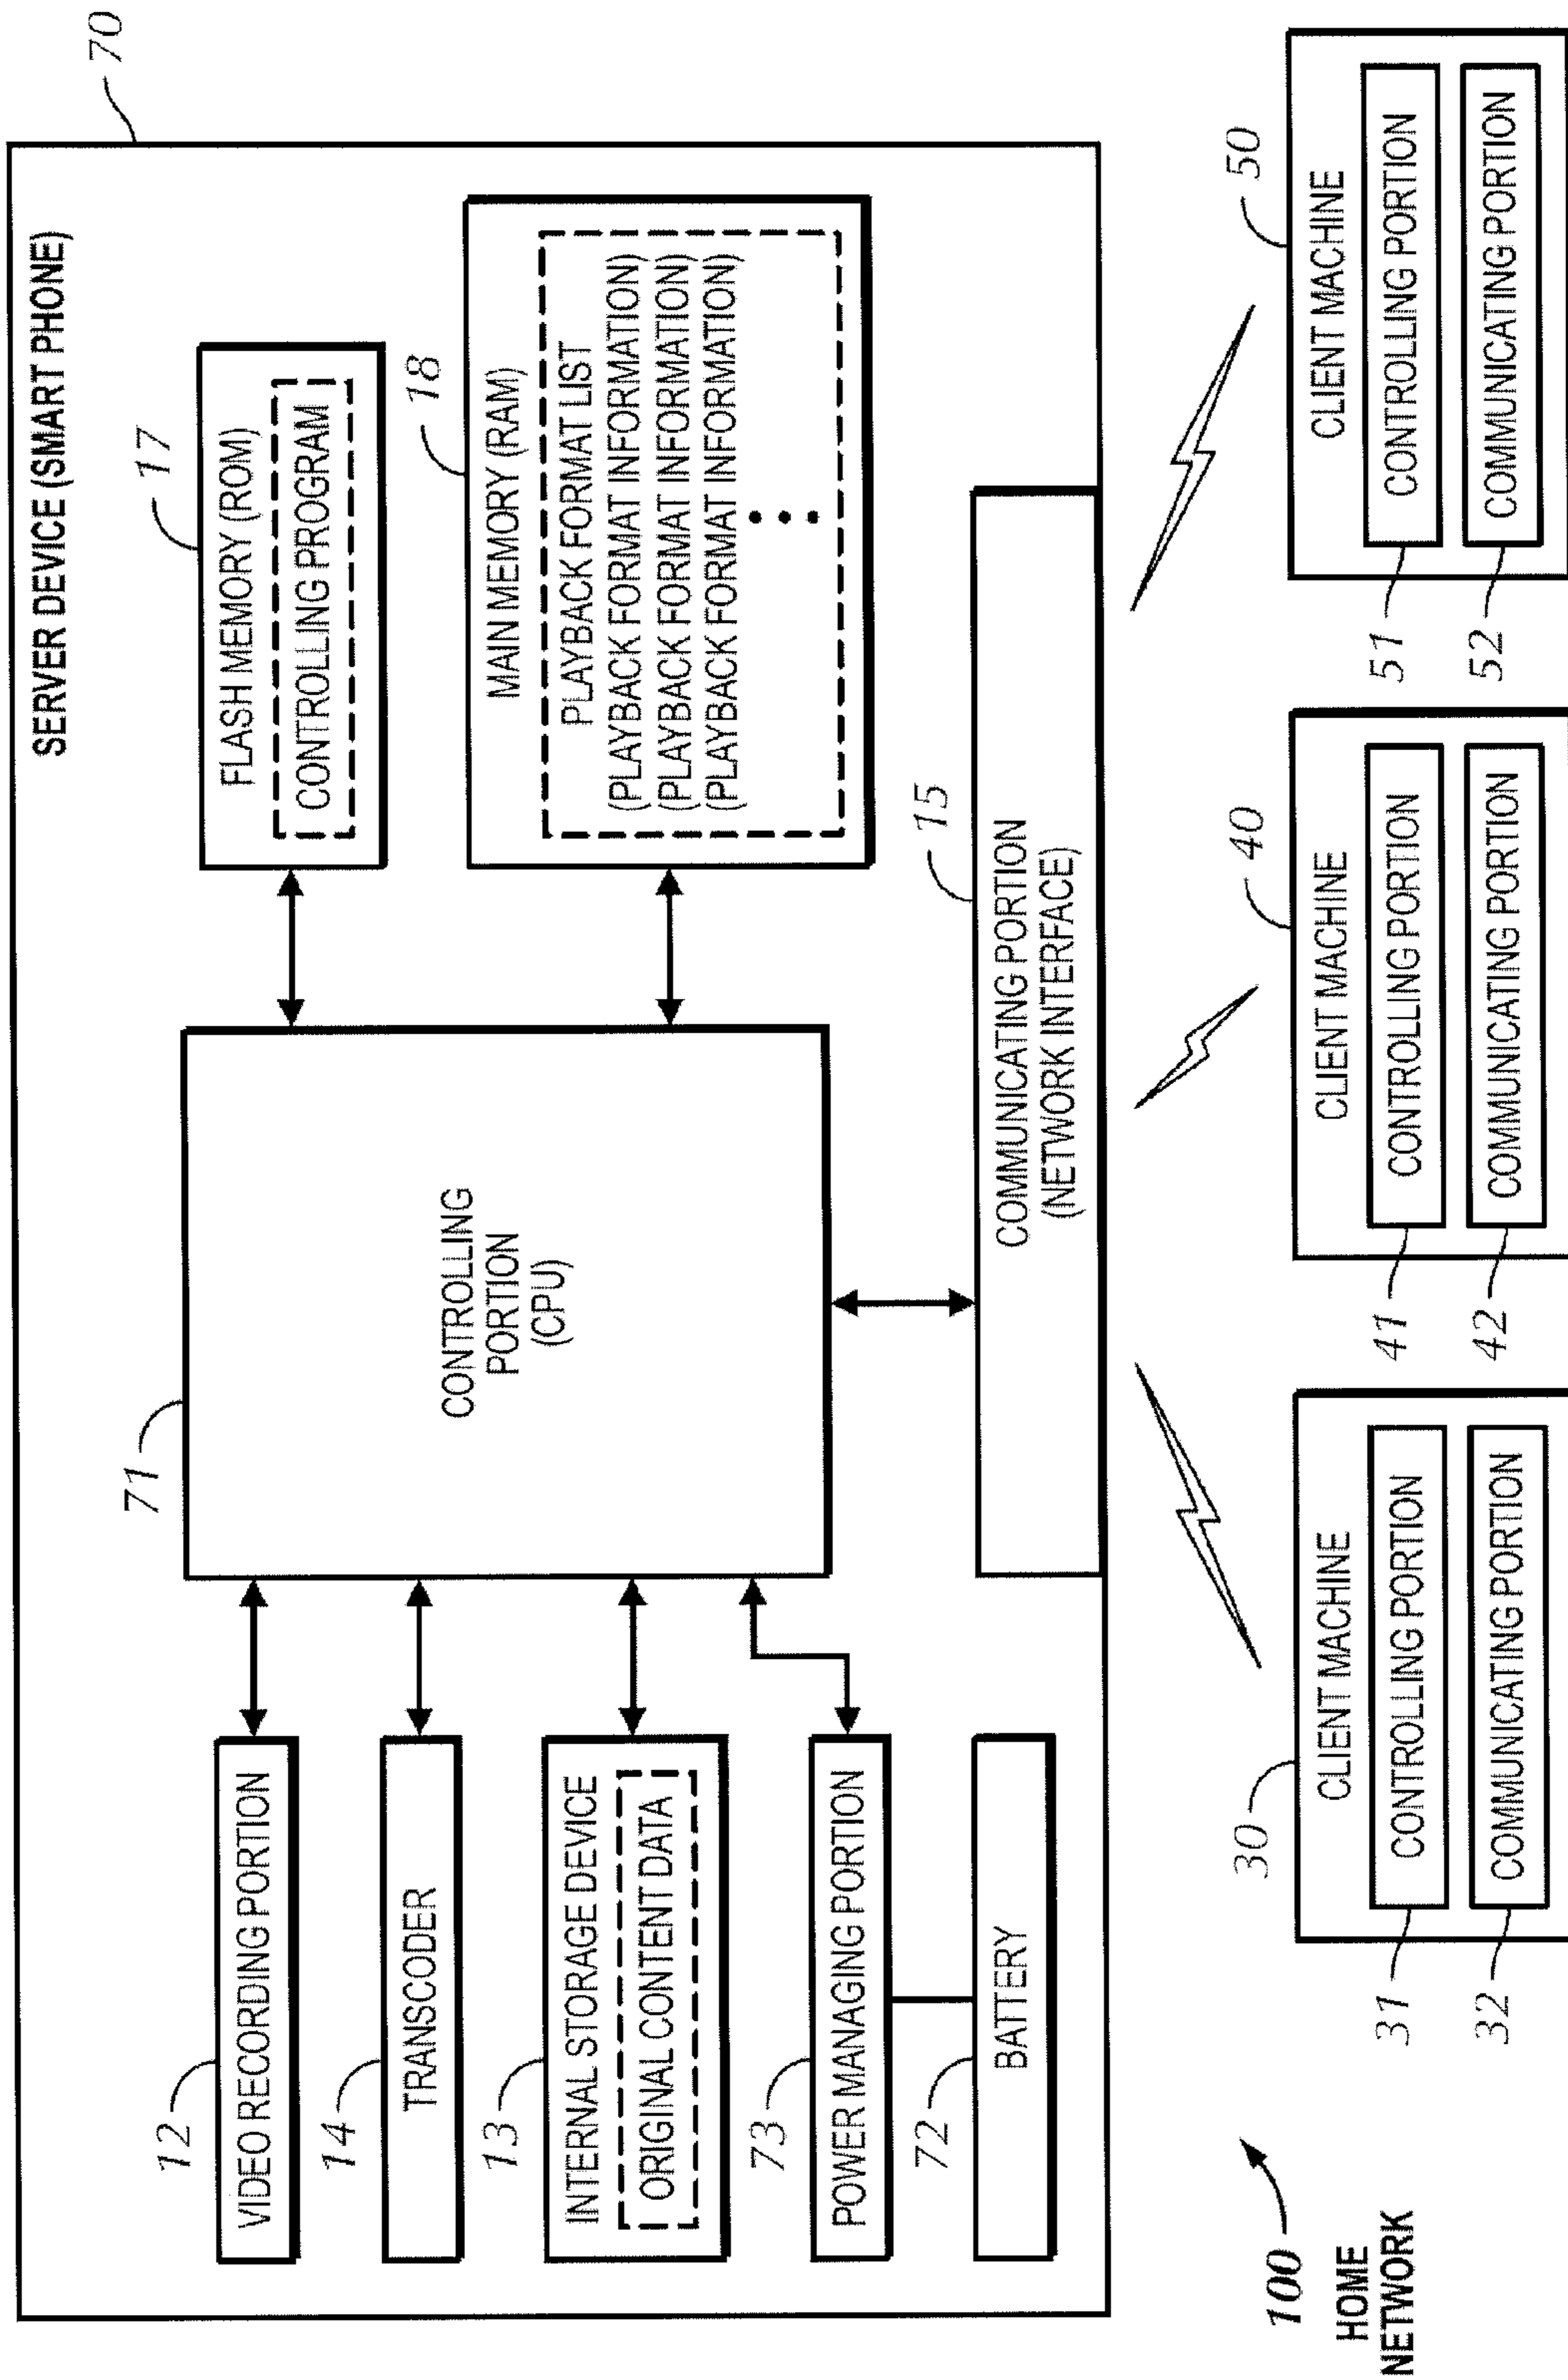 SERVER DEVICE (SMART PHONE)
70
12
VIDEO RECORDING PORTION
14
TRANSCODER
13
INTERNAL STORAGE DEVICE
ORIGINAL CONTENT DATA
73
POWER MANAGING PORTION
72
BATTERY
71
CONTROLLING
PORTION
(CPU)
17
FLASH MEMORY (ROM)
CONTROLLING PROGRAM
18
MAIN MEMORY (RAM)
PLAYBACK FORMAT LIST
(PLAYBACK FORMAT INFORMATION)
(PLAYBACK FORMAT INFORMATION)
(PLAYBACK FORMAT INFORMATION)
15
COMMUNICATING PORTION
(NETWORK INTERFACE)
100
HOME
NETWORK
30
CLIENT MACHINE
31
CONTROLLING PORTION
32
COMMUNICATING PORTION
40
CLIENT MACHINE
41
CONTROLLING PORTION
42
COMMUNICATING PORTION
50
CLIENT MACHINE
51
CONTROLLING PORTION
52
COMMUNICATING PORTION